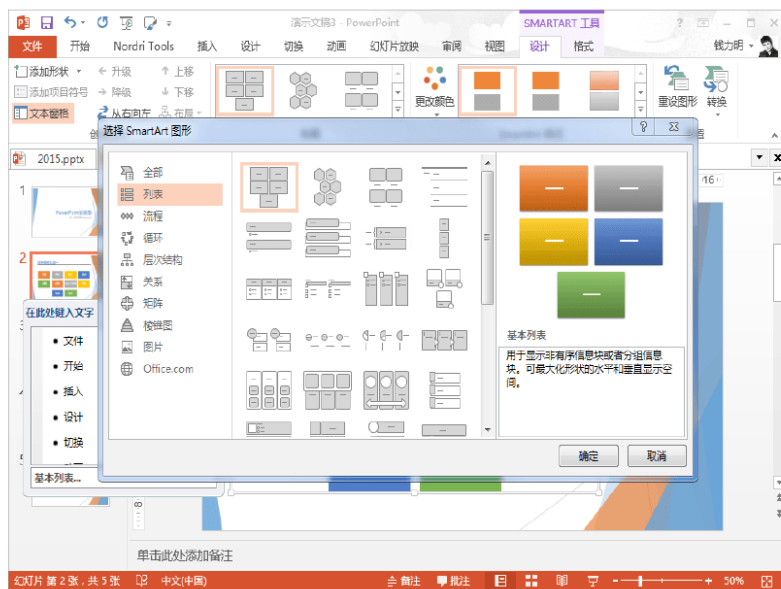 演示文稿3 - PowerPoint
SMARTART 工具
文件 开始 Nordri Tools 插入 设计 切换 动画 幻灯片放映 审阅 视图 设计 格式 钱力明
添加形状 升级 上移
添加项目符号 降级 下移
文本窗格 从右向左 布局
更改颜色 重设图形 转换
选择 SmartArt 图形
2015.pptx
全部
列表
流程
循环
层次结构
关系
矩阵
棱锥图
图片
Office.com
基本列表
用于显示非有序信息块或者分组信息
块。可最大化形状的水平和垂直显示空
间。
确定 取消
1
2
在此处键入文字
文件
开始
插入
设计
切换
基本列表...
16
8
单击此处添加备注
幻灯片 第 2 张，共 5 张 中文(中国) 备注 批注 50%